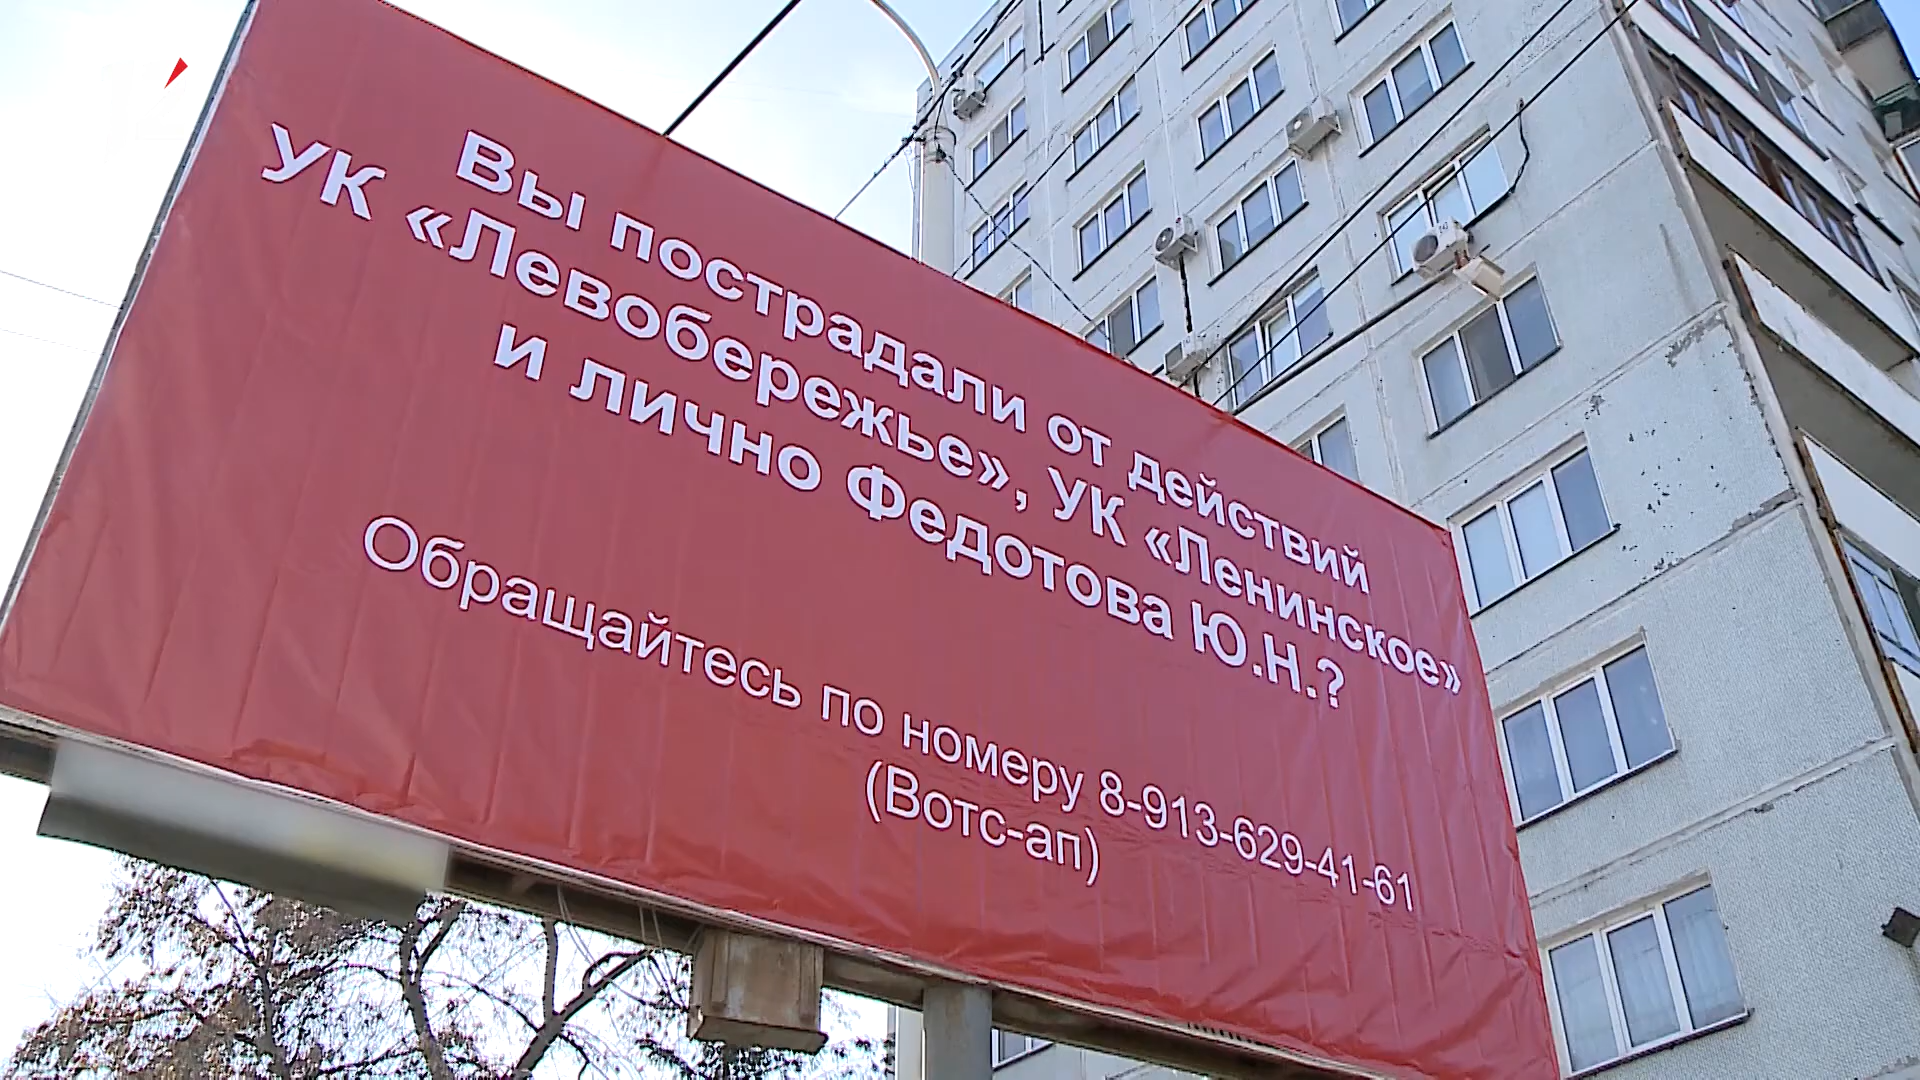 Вы пострадали от действий
УК «Левобережье», УК «Ленинское»
и лично Федотова Ю.Н.?
Обращайтесь по номеру 8-913-629-41-61
(Вотс-ап)